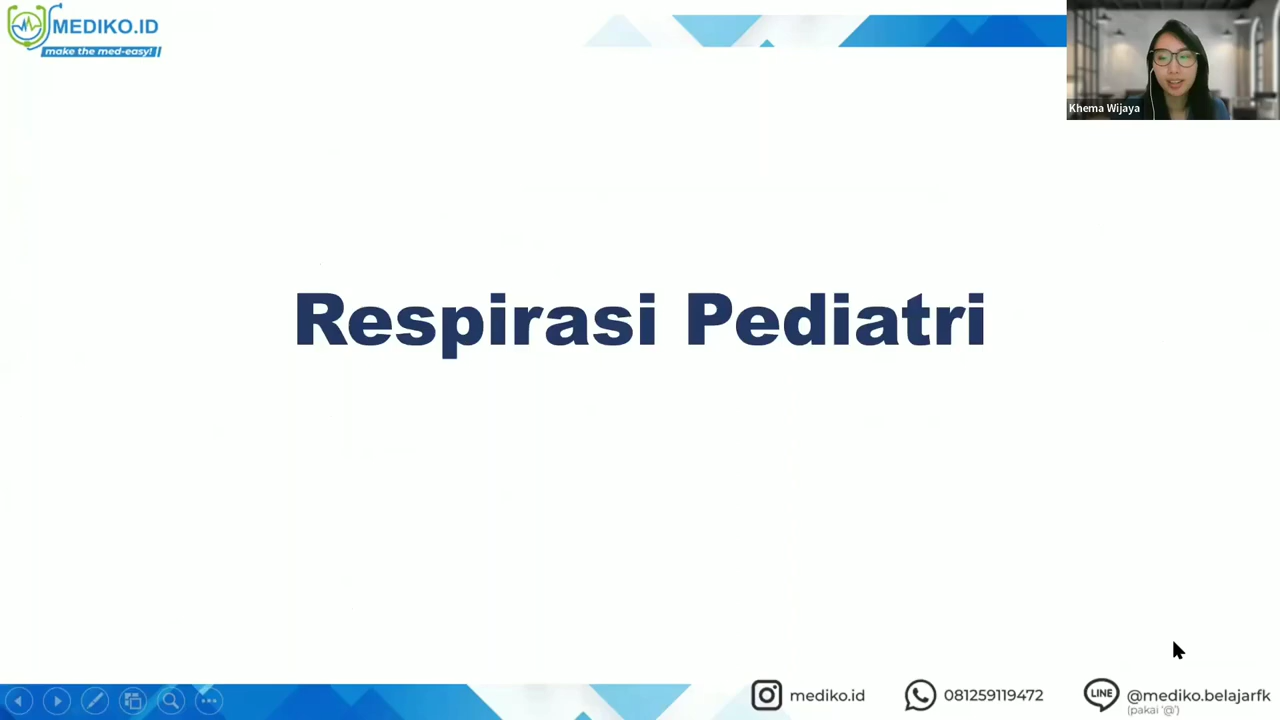 MEDIKO.ID
make the med-easy!
Khema Wijaya
Respirasi Pediatri
mediko.id
081259119472
LINE
@mediko.belajarfk
(pakai '@')